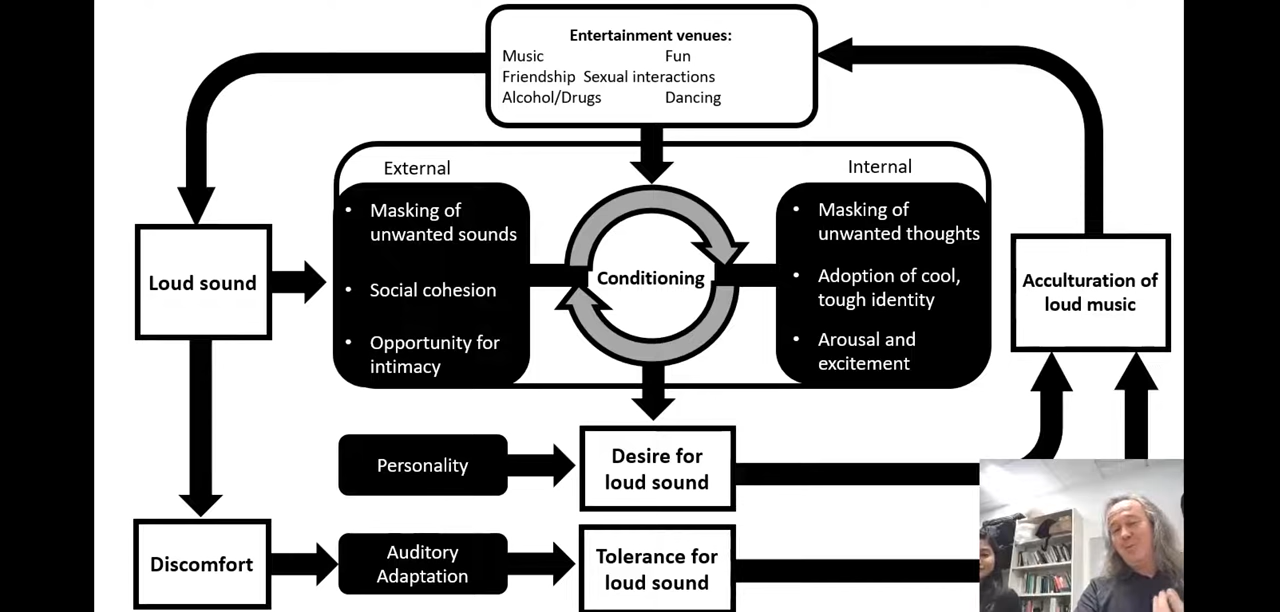 Entertainment venues:
Music Fun
Friendship Sexual interactions
Alcohol/Drugs Dancing
External
Internal
Masking of
unwanted sounds
Social cohesion
Opportunity for
intimacy
Conditioning
Masking of
unwanted thoughts
Adoption of cool,
tough identity
Arousal and
excitement
Loud sound
Acculturation of
loud music
Personality
Desire for
loud sound
Discomfort
Auditory
Adaptation
Tolerance for
loud sound